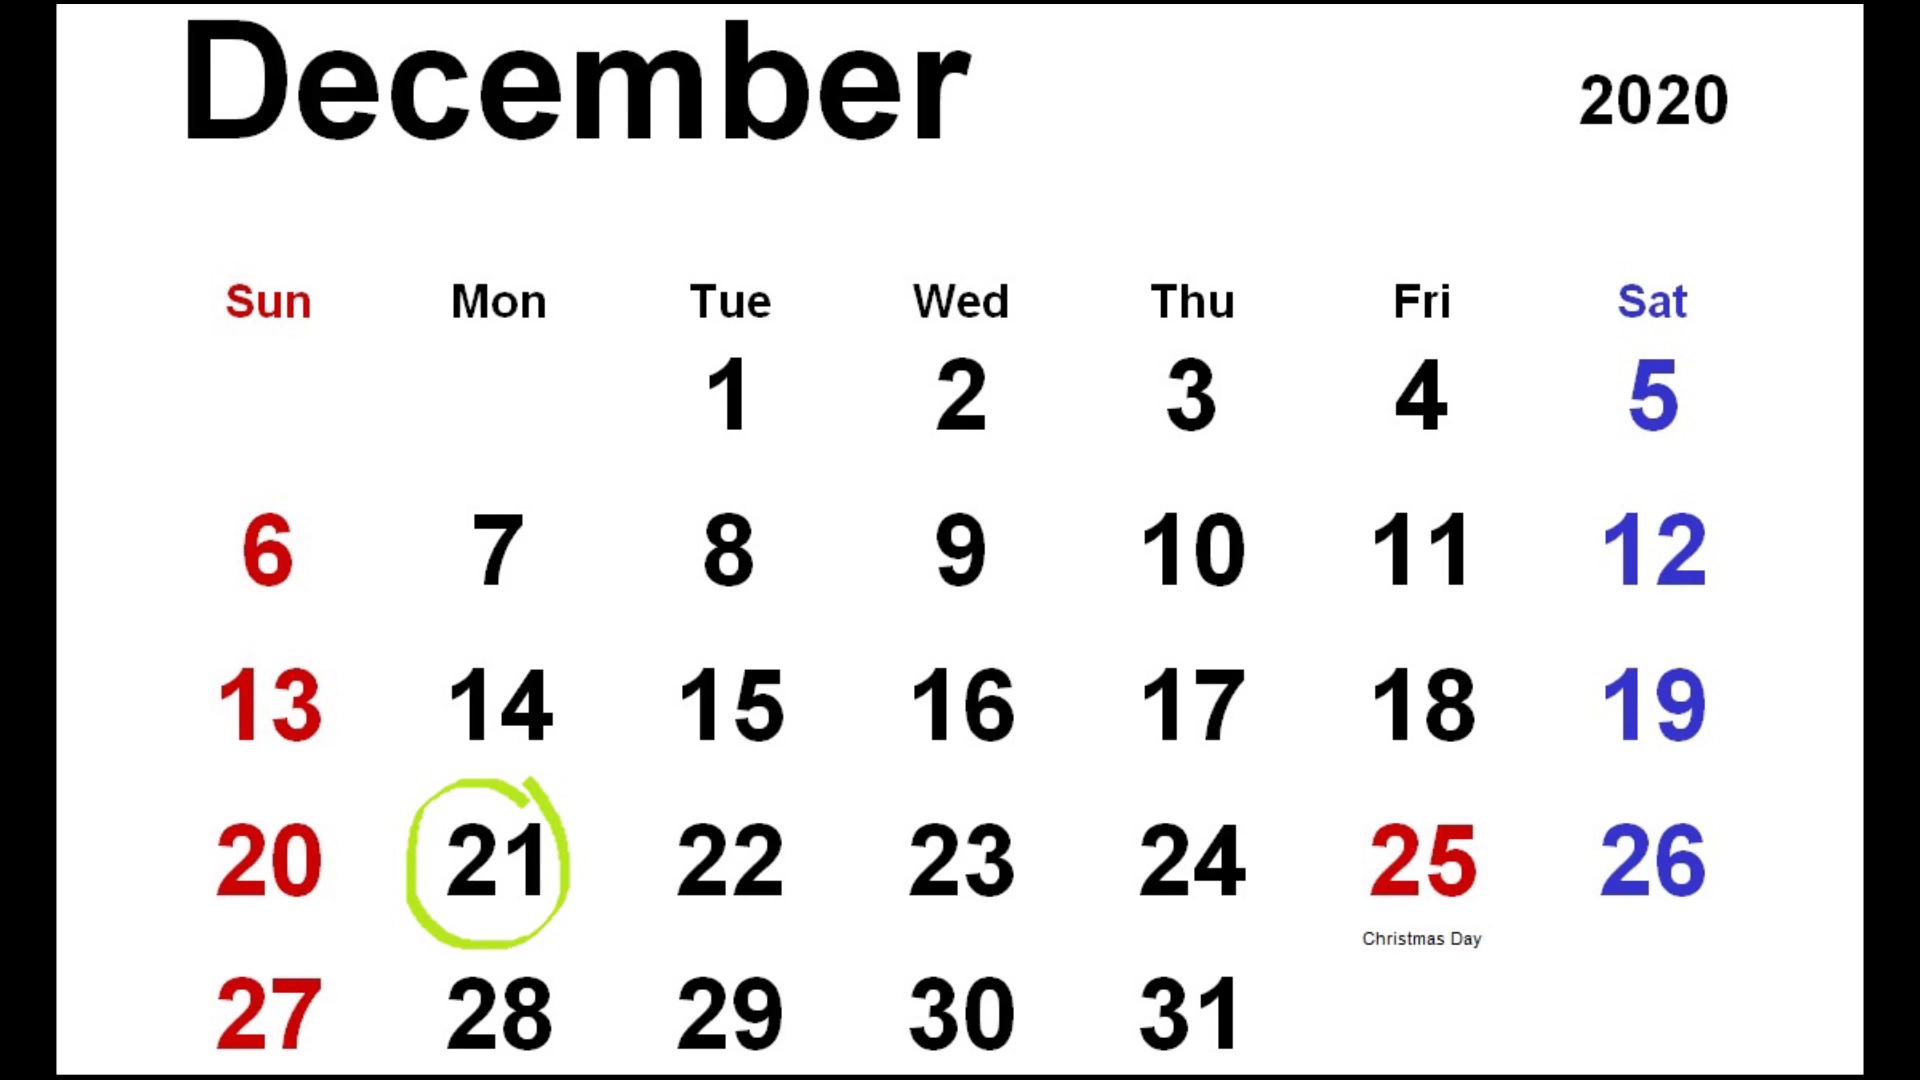 December 2020
Sun Mon Tue Wed Thu Fri Sat
1 2 3 4 5
6 7 8 9 10 11 12
13 14 15 16 17 18 19
20 21 22 23 24 25 26
Christmas Day
27 28 29 30 31